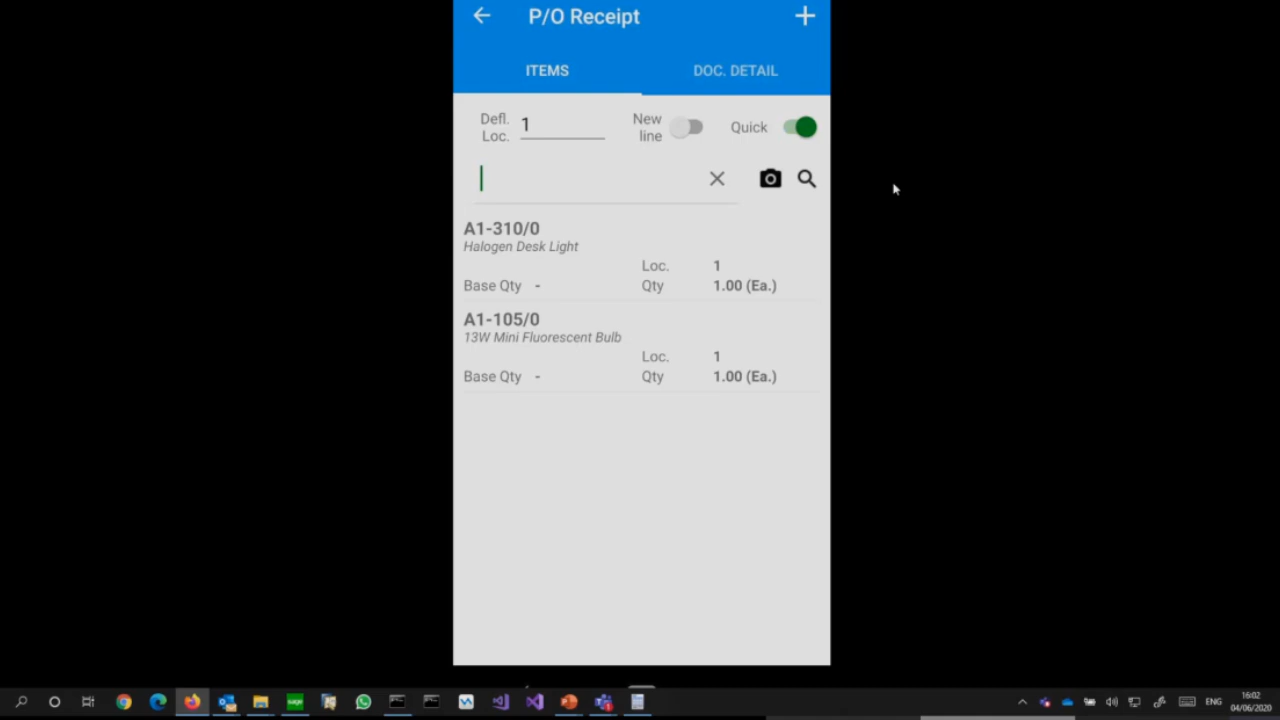 P/O Receipt
ITEMS DOC. DETAIL
Defl. Loc. 1 New line Quick
A1-310/0
Halogen Desk Light
Loc. 1
Base Qty - Qty 1.00 (Ea.)
A1-105/0
13W Mini Fluorescent Bulb
Loc. 1
Base Qty - Qty 1.00 (Ea.)
sage
ENG
16:02
04/06/2020